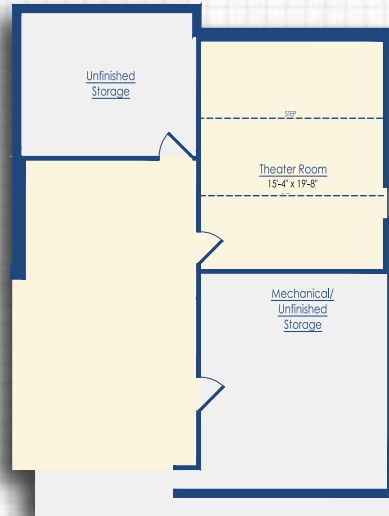 Unfinished
Storage
STEP
Theater Room
15'-4" x 19'-8"
Mechanical/
Unfinished
Storage